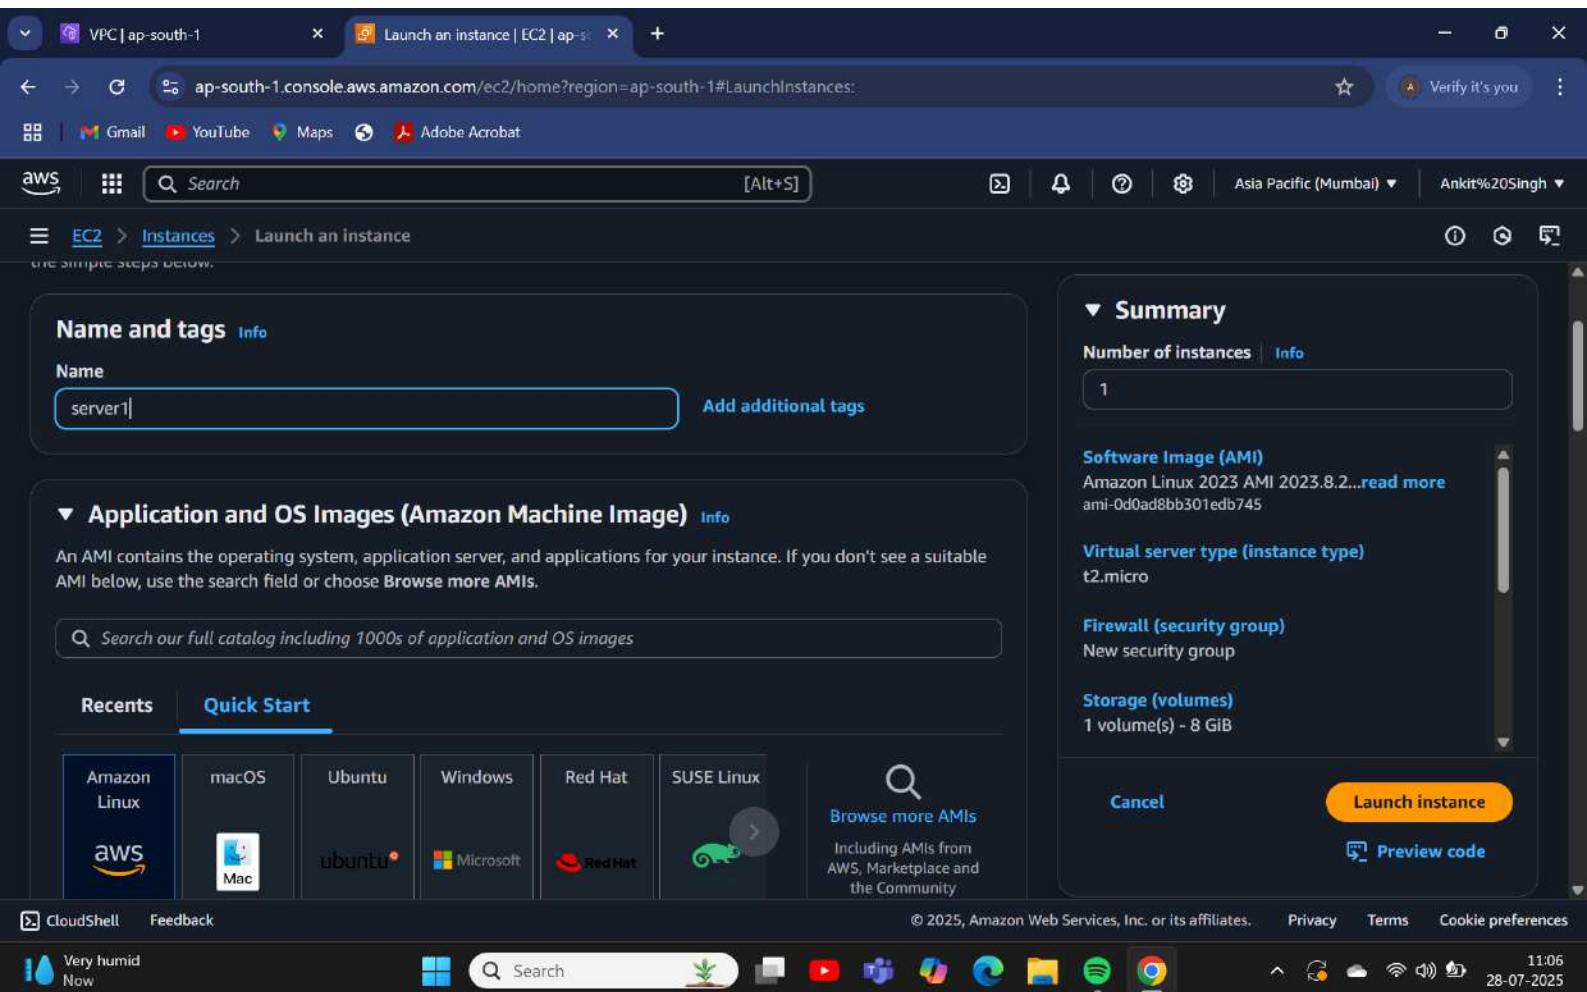 VPC | ap-south-1
Launch an instance | EC2 | ap-so
ap-south-1.console.aws.amazon.com/ec2/home?region=ap-south-1#LaunchInstances:
Verify it's you
Gmail
YouTube
Maps
Adobe Acrobat
aws
Search
[Alt+S]
Asia Pacific (Mumbai)
Ankit%20Singh
EC2 > Instances > Launch an instance
the simple steps below.
Name and tags Info
Name
server1
Add additional tags
Application and OS Images (Amazon Machine Image) Info
An AMI contains the operating system, application server, and applications for your instance. If you don't see a suitable
AMI below, use the search field or choose Browse more AMIs.
Search our full catalog including 1000s of application and OS images
Recents
Quick Start
Amazon
Linux
aws
macOS
Mac
Ubuntu
ubuntu
Windows
Microsoft
Red Hat
Red Hat
SUSE Linux
Browse more AMIs
Including AMIs from
AWS, Marketplace and
the Community
Summary
Number of instances Info
1
Software Image (AMI)
Amazon Linux 2023 AMI 2023.8.2...read more
ami-0d0ad8bb301edb745
Virtual server type (instance type)
t2.micro
Firewall (security group)
New security group
Storage (volumes)
1 volume(s) - 8 GiB
Cancel
Launch instance
Preview code
CloudShell
Feedback
© 2025, Amazon Web Services, Inc. or its affiliates.
Privacy
Terms
Cookie preferences
Very humid
Now
Search
11:06
28-07-2025